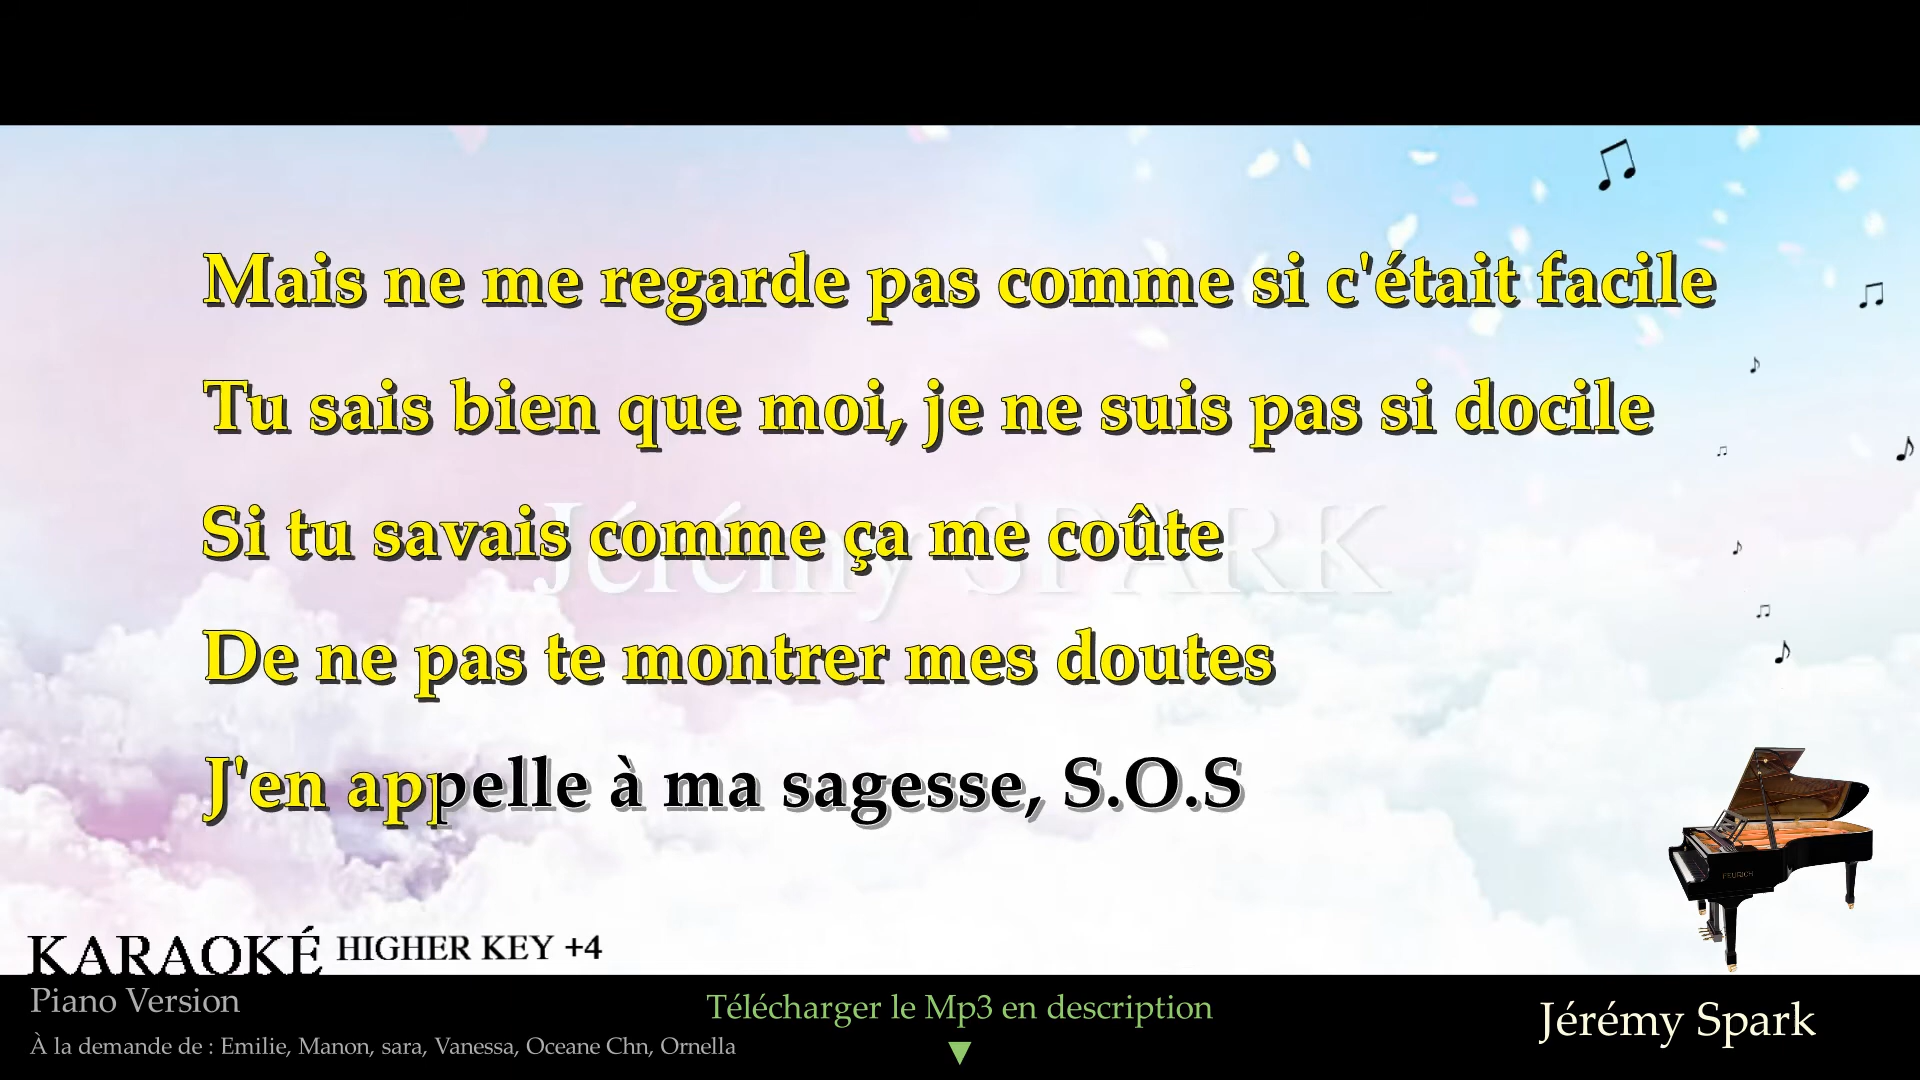 Mais ne me regarde pas comme si c'était facile
Tu sais bien que moi, je ne suis pas si docile
Si tu savais comme ça me coûte
Jérémy SPARK
De ne pas te montrer mes doutes
J'en appelle à ma sagesse, S.O.S
FEURICH
KARAOKÉ HIGHER KEY +4
Piano Version
Télécharger le Mp3 en description
Jérémy Spark
À la demande de : Emilie, Manon, sara, Vanessa, Oceane Chn, Ornella